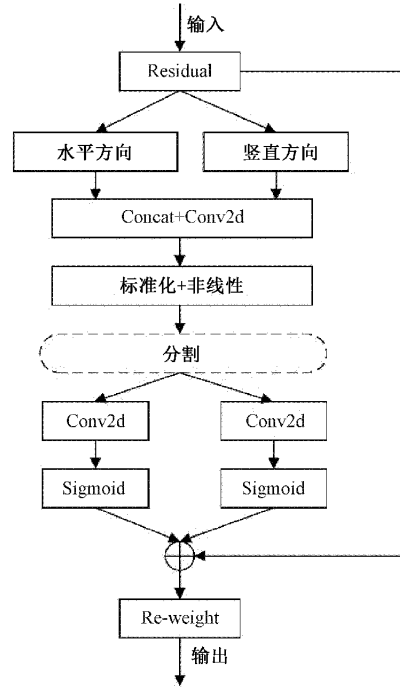 输入
Residual
水平方向
竖直方向
Concat+Conv2d
标准化+非线性
分割
Conv2d
Conv2d
Sigmoid
Sigmoid
Re-weight
输出